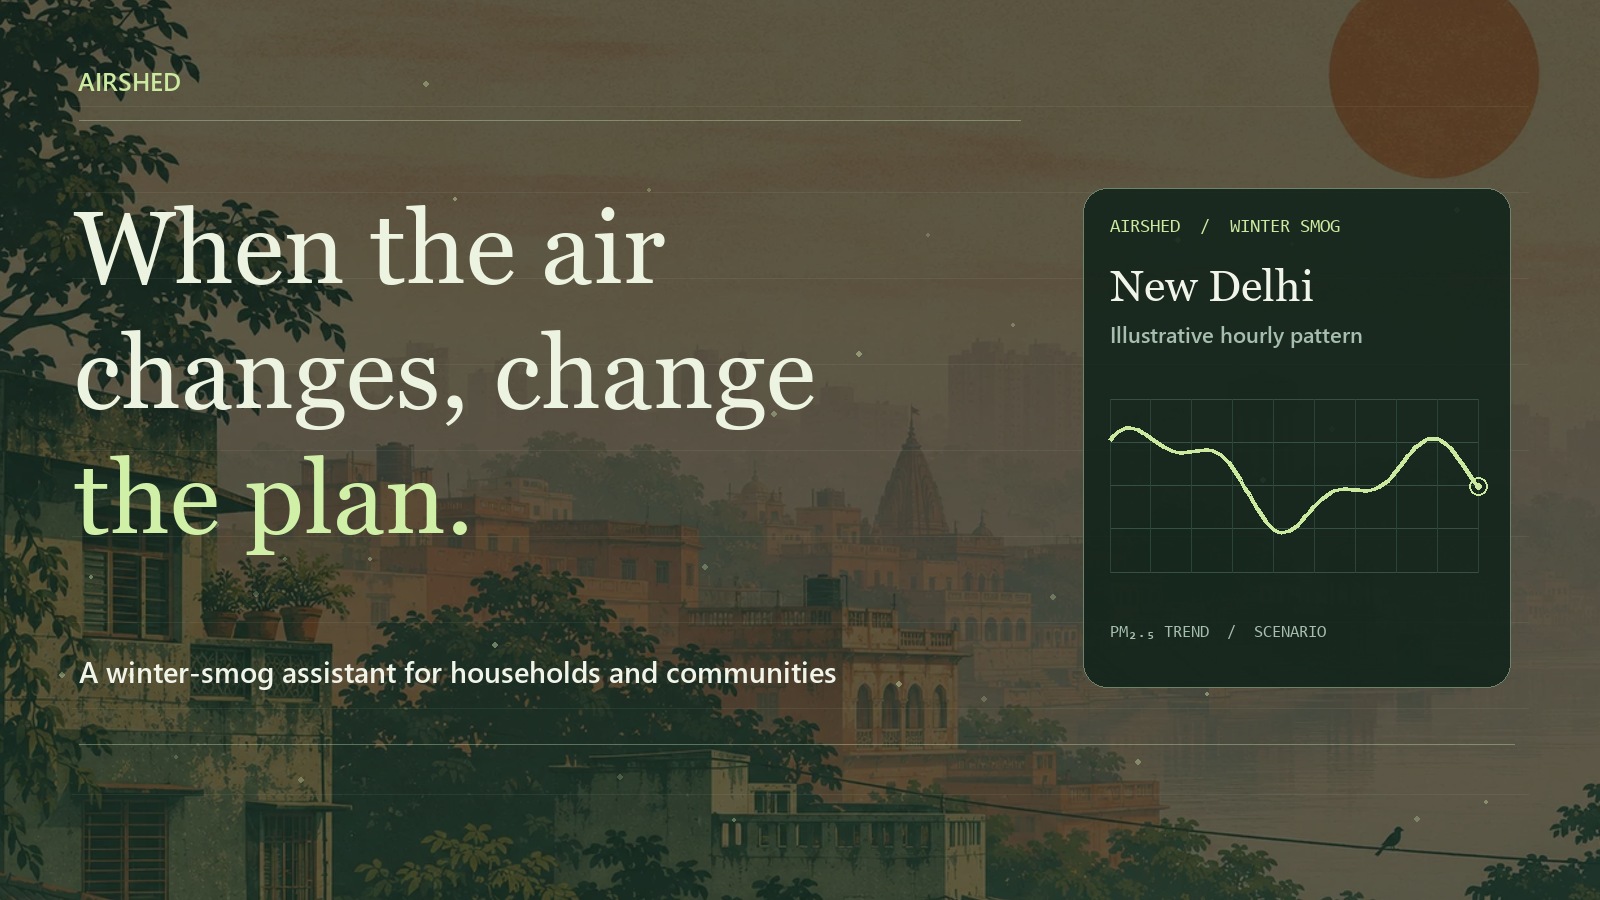 AIRSHED
When the air
changes, change
the plan.
A winter-smog assistant for households and communities
AIRSHED / WINTER SMOG
New Delhi
Illustrative hourly pattern
PM₂.₅ TREND / SCENARIO